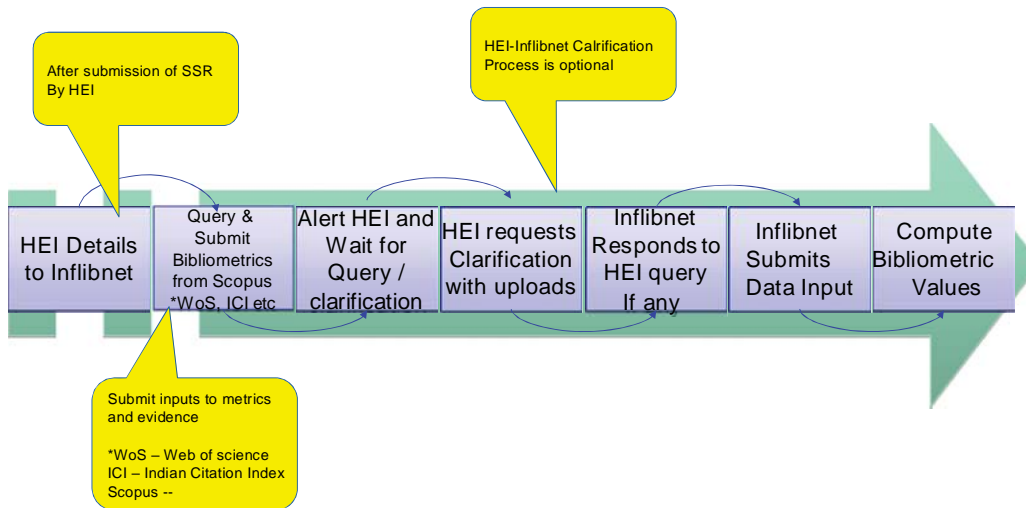 After submission of SSR
By HEI
HEI-Inflibnet Calrification
Process is optional
HEI Details
to Inflibnet
Query &
Submit
Bibliometrics
from Scopus
*WoS, ICI etc
Alert HEI and
Wait for
Query /
clarification
HEI requests
Clarification
with uploads
Inflibnet
Responds to
HEI query
If any
Inflibnet
Submits
Data Input
Compute
Bibliometric
Values
Submit inputs to metrics
and evidence
*WoS – Web of science
ICI – Indian Citation Index
Scopus --